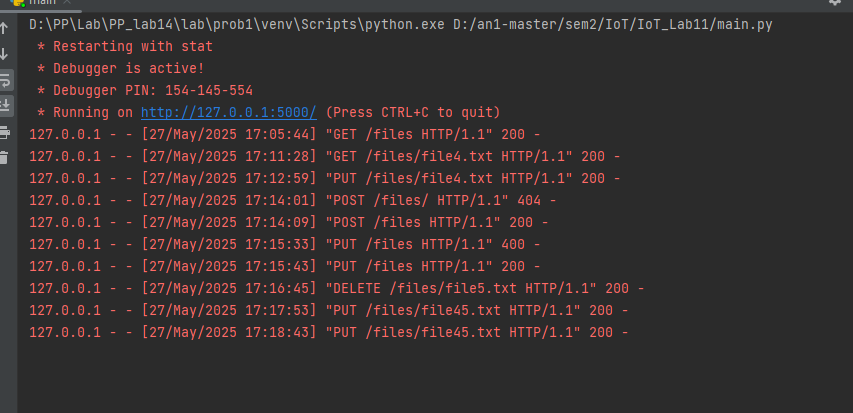 main
D:\PP\Lab\PP_lab14\lab\prob1\venv\Scripts\python.exe D:/an1-master/sem2/IoT/IoT_Lab11/main.py
* Restarting with stat
* Debugger is active!
* Debugger PIN: 154-145-554
* Running on http://127.0.0.1:5000/ (Press CTRL+C to quit)
127.0.0.1 - - [27/May/2025 17:05:44] "GET /files HTTP/1.1" 200 -
127.0.0.1 - - [27/May/2025 17:11:28] "GET /files/file4.txt HTTP/1.1" 200 -
127.0.0.1 - - [27/May/2025 17:12:59] "PUT /files/file4.txt HTTP/1.1" 200 -
127.0.0.1 - - [27/May/2025 17:14:01] "POST /files/ HTTP/1.1" 404 -
127.0.0.1 - - [27/May/2025 17:14:09] "POST /files HTTP/1.1" 200 -
127.0.0.1 - - [27/May/2025 17:15:33] "PUT /files HTTP/1.1" 400 -
127.0.0.1 - - [27/May/2025 17:15:43] "PUT /files HTTP/1.1" 200 -
127.0.0.1 - - [27/May/2025 17:16:45] "DELETE /files/file5.txt HTTP/1.1" 200 -
127.0.0.1 - - [27/May/2025 17:17:53] "PUT /files/file45.txt HTTP/1.1" 200 -
127.0.0.1 - - [27/May/2025 17:18:43] "PUT /files/file45.txt HTTP/1.1" 200 -